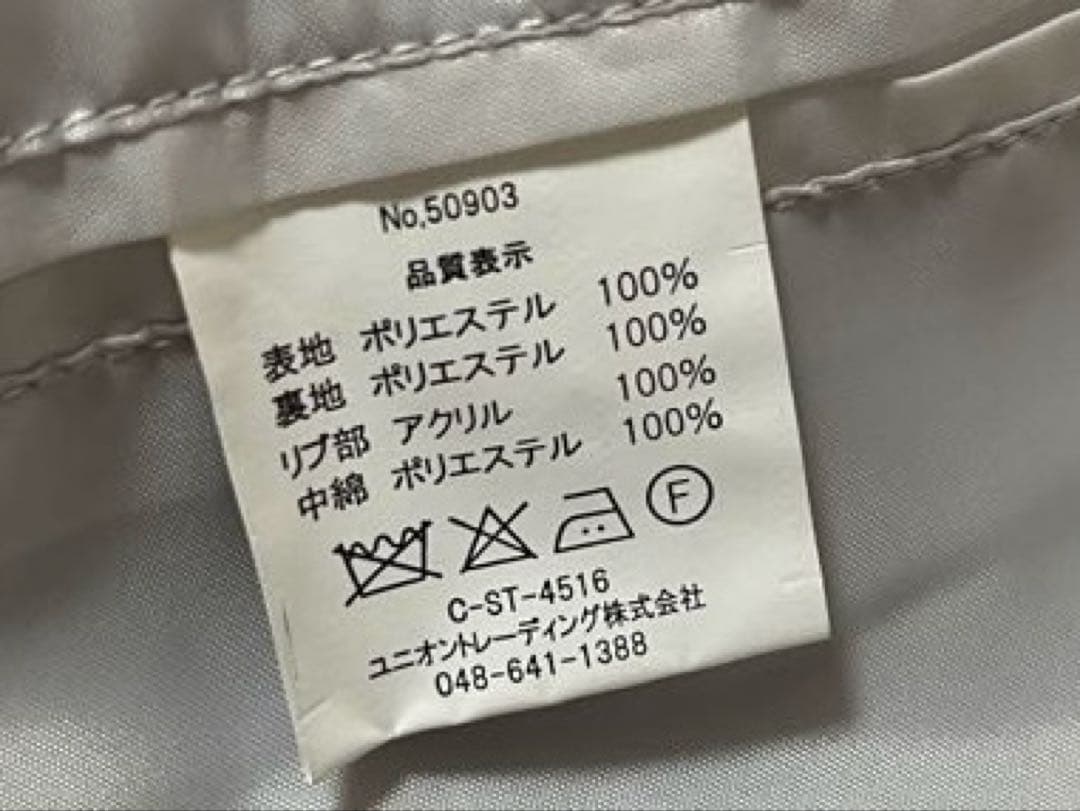 No,50903
品質表示
表地 ポリエステル 100%
裏地 ポリエステル 100%
リブ部 アクリル 100%
中綿 ポリエステル 100%
F
C-ST-4516
ユニオントレーディング株式会社
048-641-1388